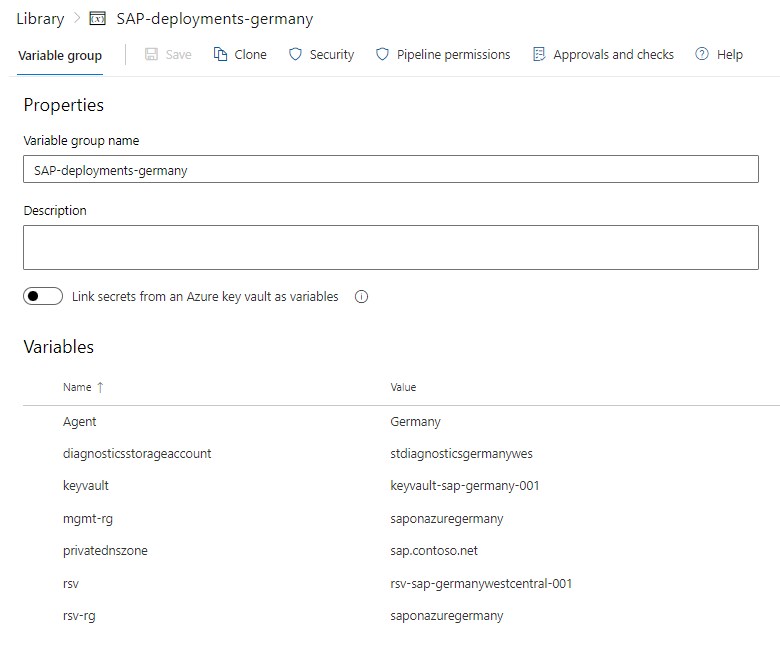 Library > SAP-deployments-germany
Variable group Save Clone Security Pipeline permissions Approvals and checks Help
Properties
Variable group name
SAP-deployments-germany
Description
Link secrets from an Azure key vault as variables
Variables
Name ↑ Value
Agent Germany
diagnosticsstorageaccount stdiagnosticsgermanywes
keyvault keyvault-sap-germany-001
mgmt-rg saponazuregermany
privatednszone sap.contoso.net
rsv rsv-sap-germanywestcentral-001
rsv-rg saponazuregermany